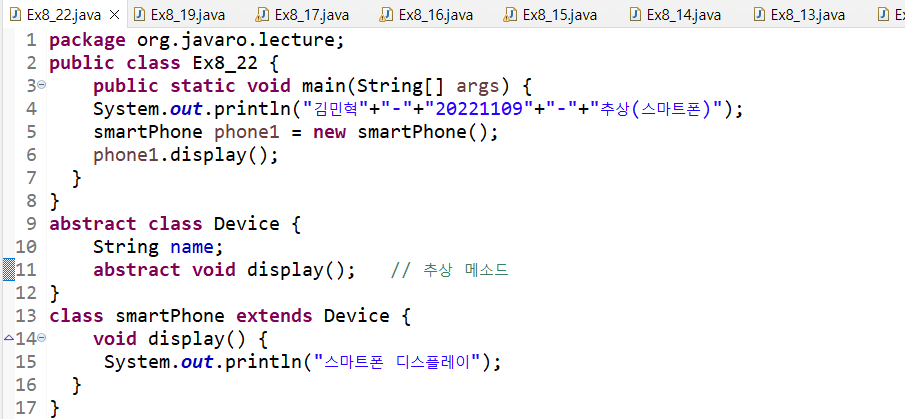 Ex8_22.java Ex8_19.java Ex8_17.java Ex8_16.java Ex8_15.java Ex8_14.java Ex8_13.java
1 package org.javaro.lecture;
2 public class Ex8_22 {
3 public static void main(String[] args) {
4 System.out.println("김민혁"+"-"+"20221109"+"-"+"추상(스마트폰)");
5 smartPhone phone1 = new smartPhone();
6 phone1.display();
7 }
8 }
9 abstract class Device {
10 String name;
11 abstract void display(); // 추상 메소드
12 }
13 class smartPhone extends Device {
14 void display() {
15 System.out.println("스마트폰 디스플레이");
16 }
17 }